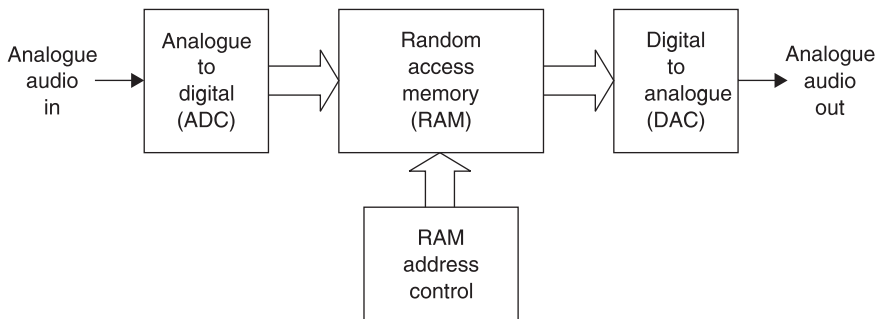 Analogue
audio
in
Analogue
to
digital
(ADC)
Random
access
memory
(RAM)
Digital
to
analogue
(DAC)
Analogue
audio
out
RAM
address
control